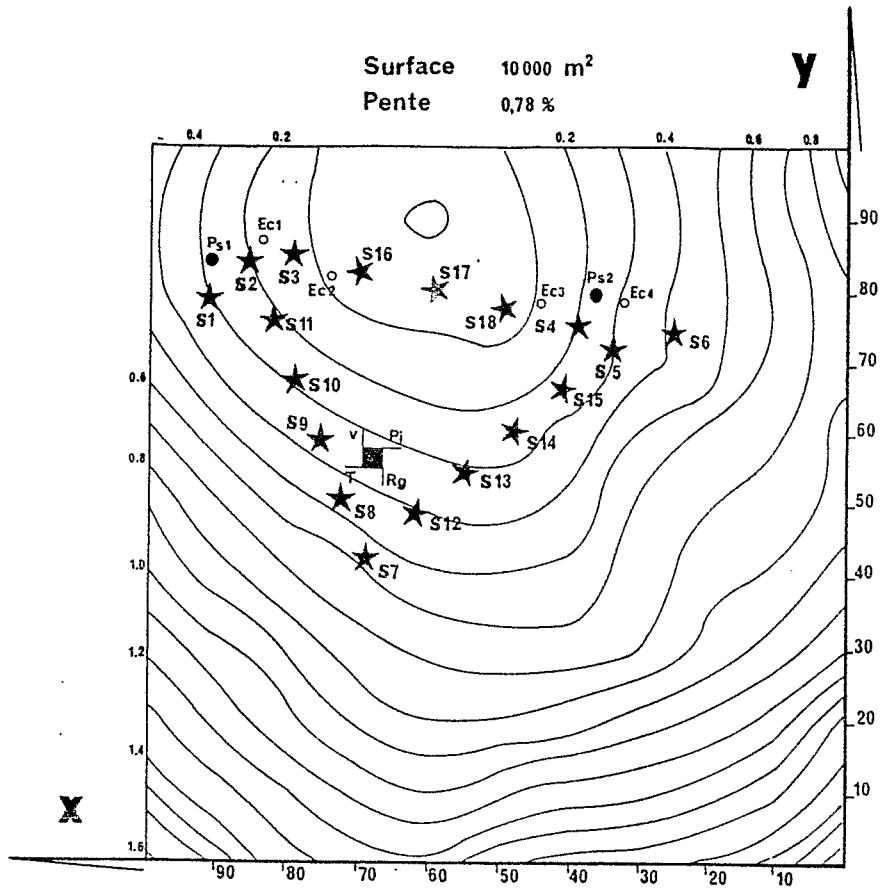 Surface 10000 m²
Pente 0,78 %
y
0.4 0.2 0.2 0.4 0.6 0.8
90
Ec1
Ps1
S2 S3 S16 S17
Ec2
Ec3 Ps2 Ec4
80
S1 S11 S18 S4 S5 S6
70
0.6 S10 S15
S9 V Pi S14
60
0.8 T Rg S13
S8 S12
50
S7
1.0 40
1.2 30
20
1.4
10
x
1.6
90 80 70 60 50 40 30 20 10